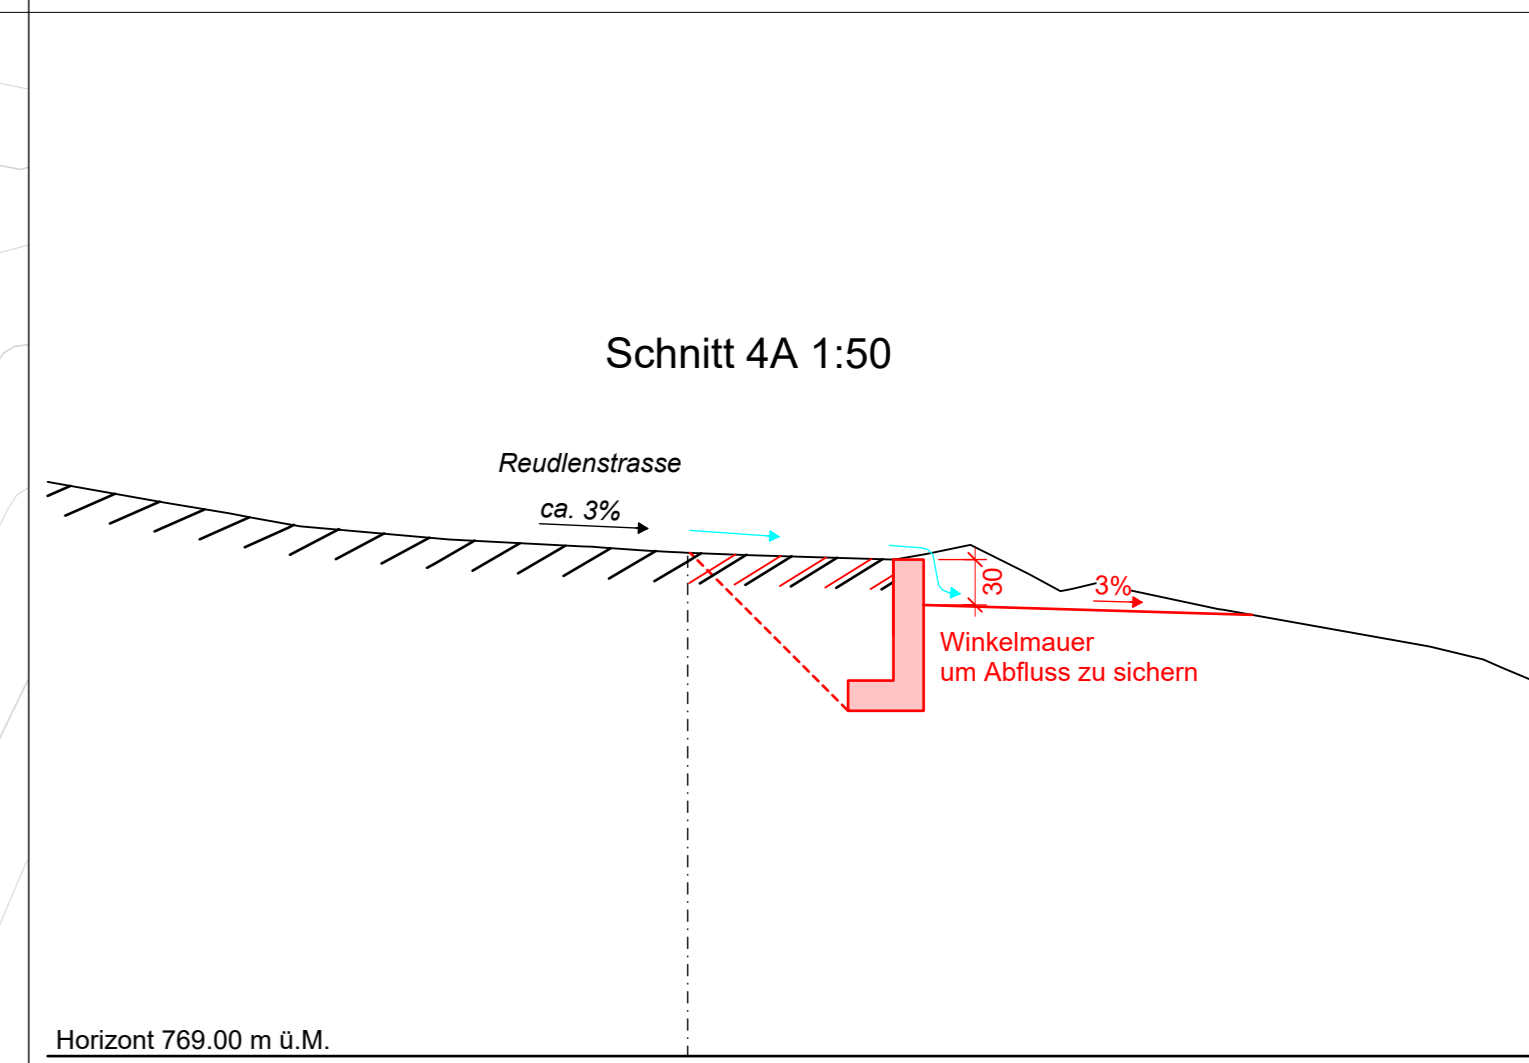 Schnitt 4A 1:50
Reudlenstrasse
ca. 3%
30
3%
Winkelmauer
um Abfluss zu sichern
Horizont 769.00 m ü.M.